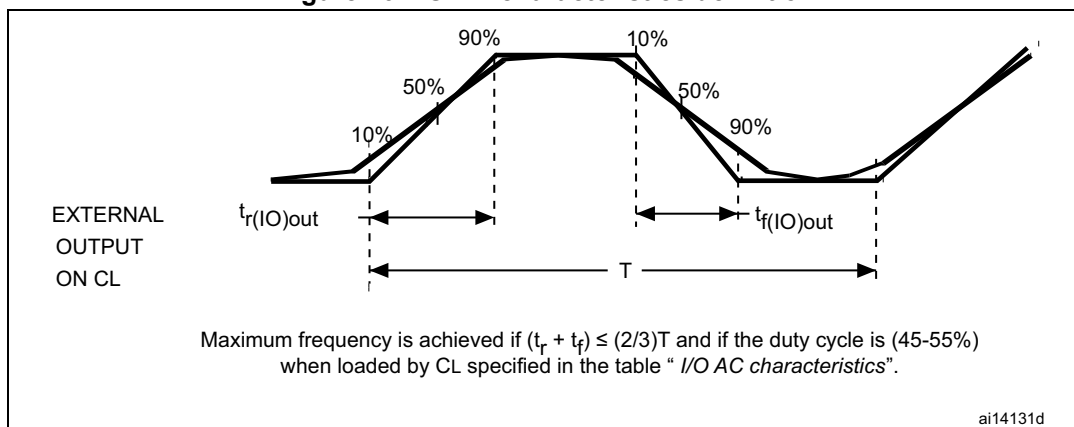 90%
10%
50%
50%
10%
90%
EXTERNAL
OUTPUT
ON CL
tr(IO)out
tf(IO)out
T
Maximum frequency is achieved if (tr + tf) ≤ (2/3)T and if the duty cycle is (45-55%)
when loaded by CL specified in the table “ I/O AC characteristics”.
ai14131d